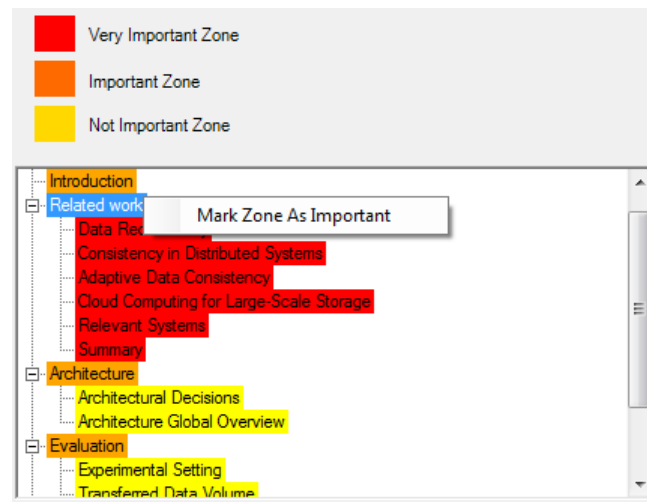 Very Important Zone
Important Zone
Not Important Zone
Introduction
Related work
Mark Zone As Important
Data
Consistency in Distributed Systems
Adaptive Data Consistency
Cloud Computing for Large-Scale Storage
Relevant Systems
Summary
Architecture
Architectural Decisions
Architecture Global Overview
Evaluation
Experimental Setting
Transferred Data Volume